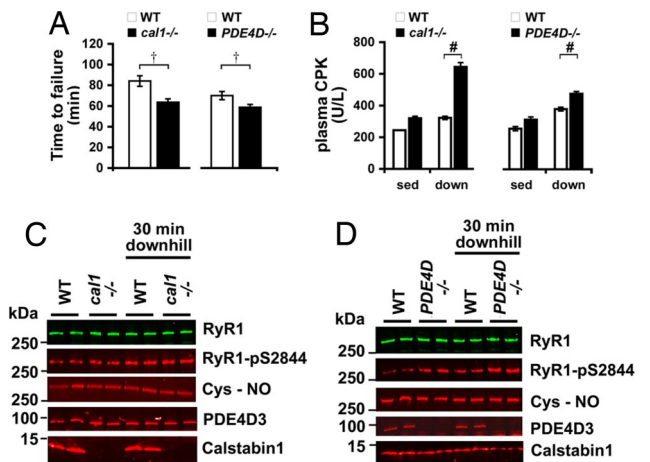 A
WT
cal1-/-
WT
PDE4D-/-
Time to failure
(min)
120
100
80
60
40
20
0
†
†
B
WT
cal1-/-
WT
PDE4D-/-
plasma CPK
(U/L)
800
600
400
200
0
#
#
sed
down
sed
down
C
30 min
downhill
kDa
WT
cal1
-/-
WT
cal1
-/-
250
RyR1
250
RyR1-pS2844
250
Cys - NO
100
PDE4D3
15
Calstabin1
D
30 min
downhill
kDa
WT
PDE4D
-/-
WT
PDE4D
-/-
250
RyR1
250
RyR1-pS2844
250
Cys - NO
100
PDE4D3
15
Calstabin1